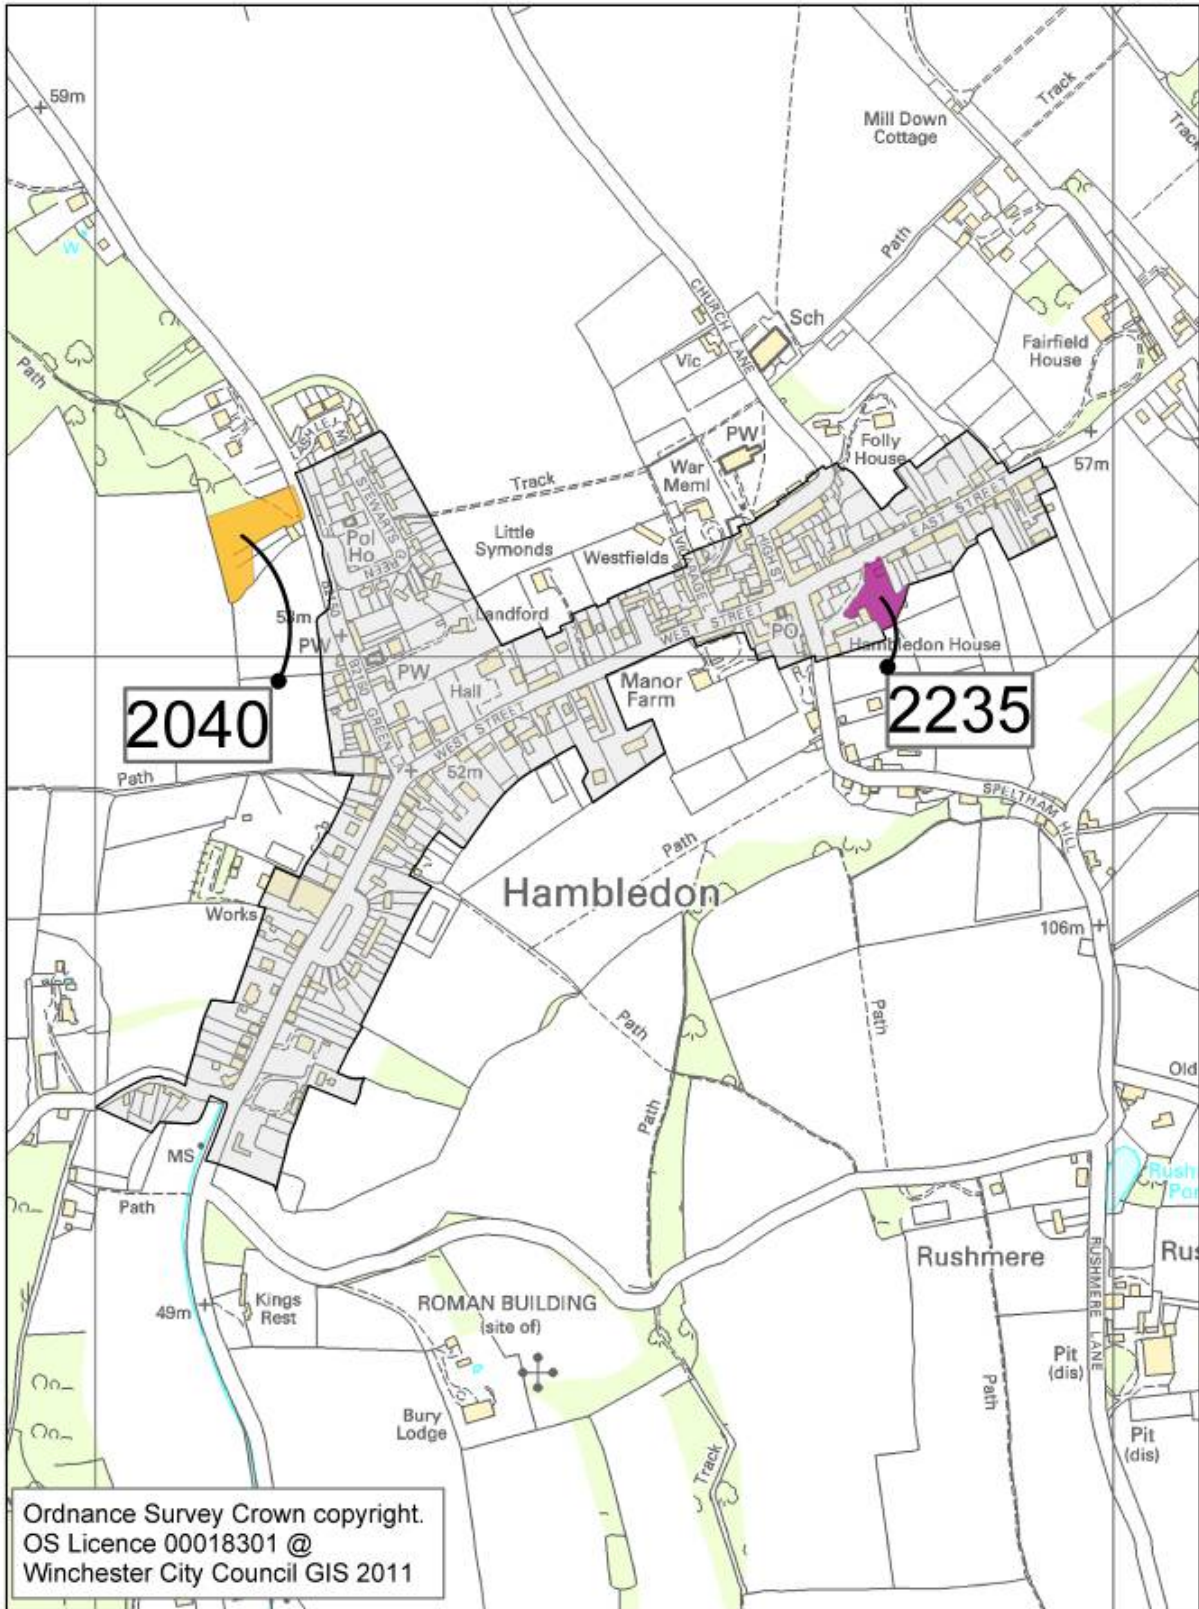 59m
Track
Mill Down
Cottage
Track
W
Path
CHURCH LANE
Sch
Path
Fairfield
House
Vic
PW
Folly
House
57m
War
Meml
Track
STEWARTS GREEN
Pol
Ho
Little
Symonds
Westfields
HIGH ST
EAST STREET
Landford
WEST STREET
PO
Hambledon House
53m
PW
PW
B2150
GREEN LA
Hall
Manor
Farm
2040
2235
WEST STREET
52m
Path
SPELTHAM HILL
Path
Hambledon
Works
106m
Path
Path
Old
MS
Path
Path
Rushmere
RUSHMERE LANE
49m
Kings
Rest
ROMAN BUILDING
(site of)
Path
Pit
(dis)
Bury
Lodge
Pit
(dis)
Track
Ordnance Survey Crown copyright.
OS Licence 00018301 @
Winchester City Council GIS 2011